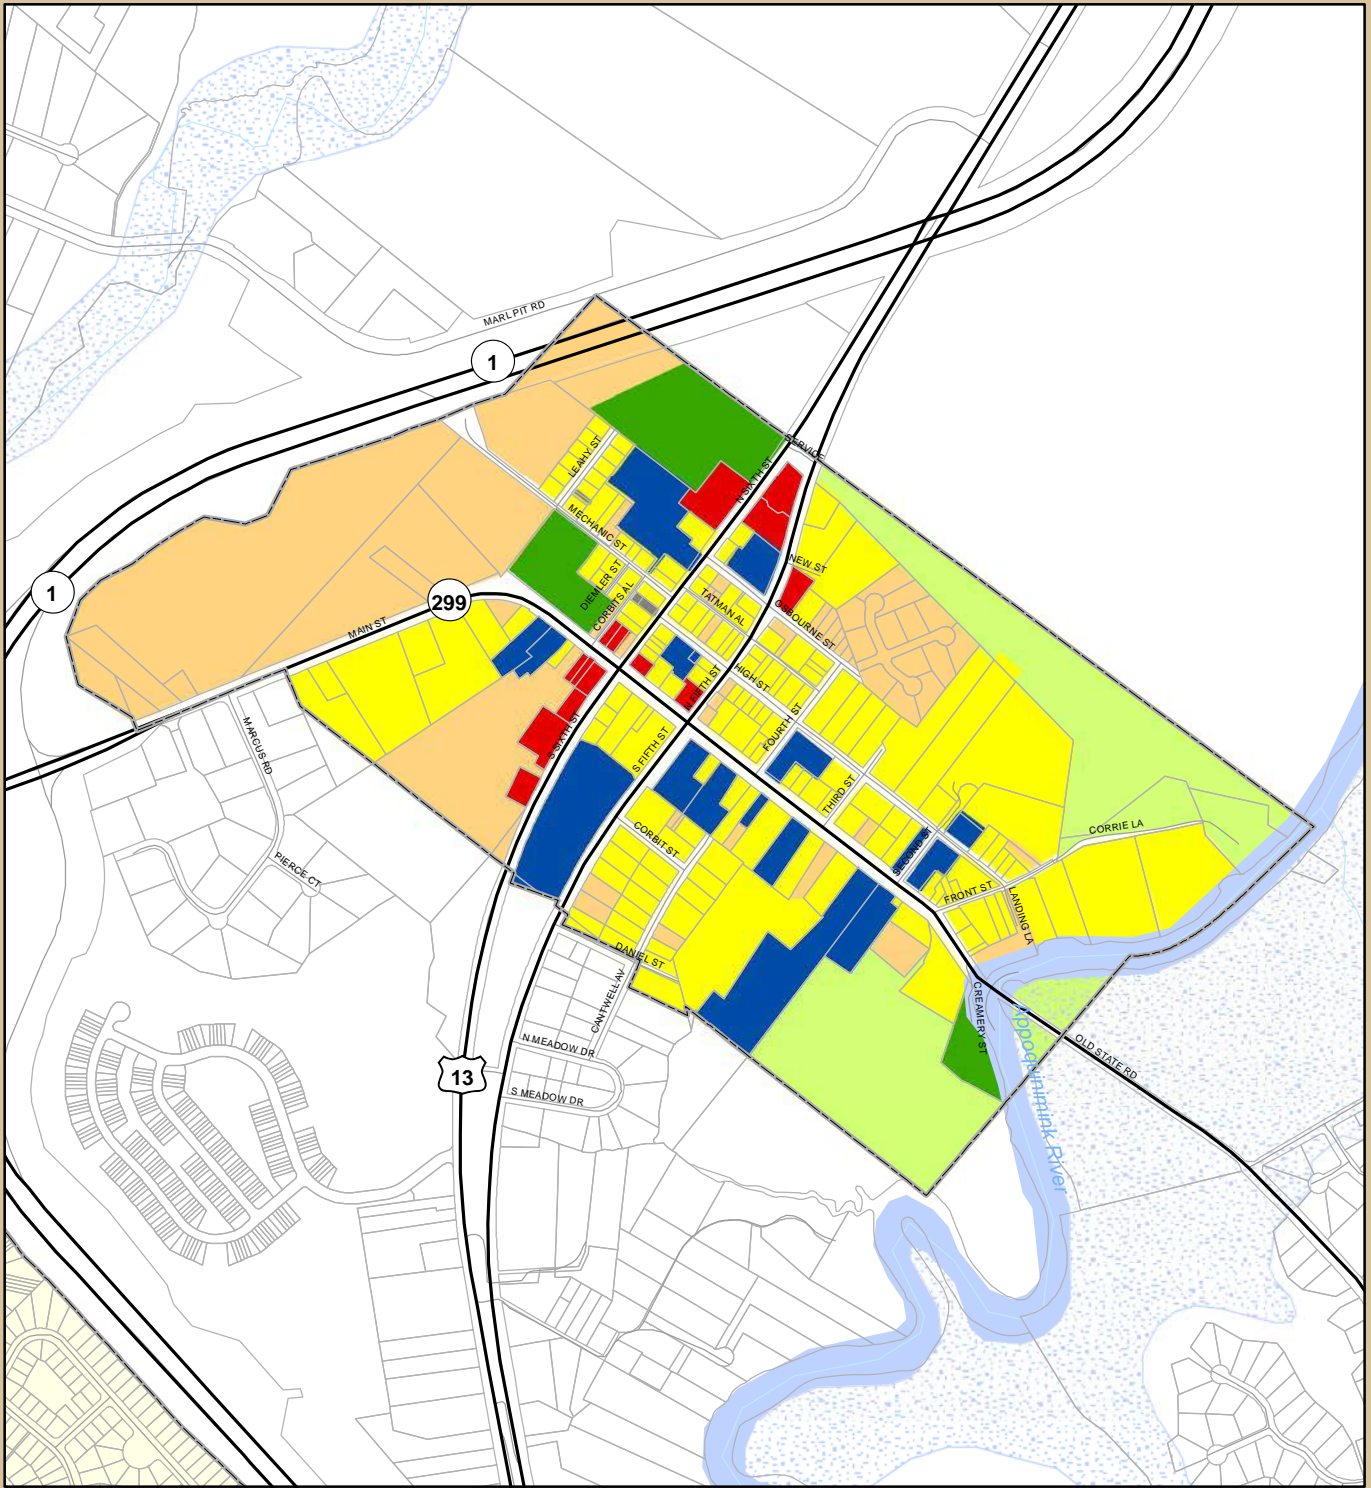 MARL PIT RD
1
SERVICE
LEAHY ST
N SIXTH ST
MECHANIC ST
NEW ST
1
DIEMLER ST
299
CORBITS AL
TATMAN AL
OSBOURNE ST
MAIN ST
HIGH ST
N FIFTH ST
MARCUS RD
S SIXTH ST
S FIFTH ST
FOURTH ST
THIRD ST
CORRIE LA
CORBIT ST
SECOND ST
PIERCE CT
FRONT ST
LANDING LA
DANIEL ST
CANTWELL AV
CREAMERY ST
N MEADOW DR
OLD STATE RD
Appoquinimink River
13
S MEADOW DR